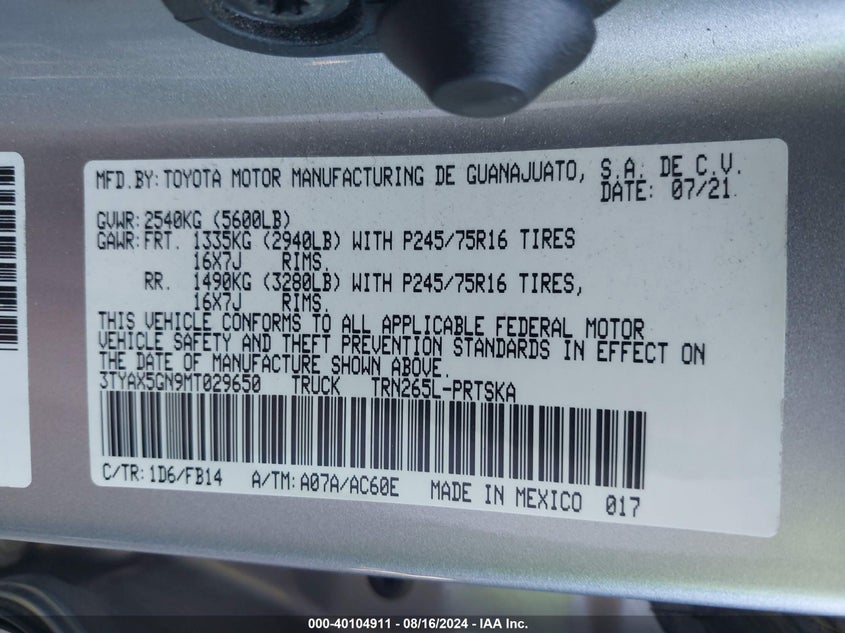 MFD.BY:TOYOTA MOTOR MANUFACTURING DE GUANAJUATO, S.A. DE C.V.
DATE: 07/21
GVWR:2540KG (5600LB)
GAWR:FRT. 1335KG (2940LB) WITH P245/75R16 TIRES
16X7J RIMS.
RR. 1490KG (3280LB) WITH P245/75R16 TIRES,
16X7J RIMS.
THIS VEHICLE CONFORMS TO ALL APPLICABLE FEDERAL MOTOR
VEHICLE SAFETY AND THEFT PREVENTION STANDARDS IN EFFECT ON
THE DATE OF MANUFACTURE SHOWN ABOVE.
3TYAX5GN9MT029650 TRUCK TRN265L-PRTSKA
C/TR:1D6/FB14 A/TM:A07A/AC60E MADE IN MEXICO 017
000-40104911 - 08/16/2024 - IAA Inc.